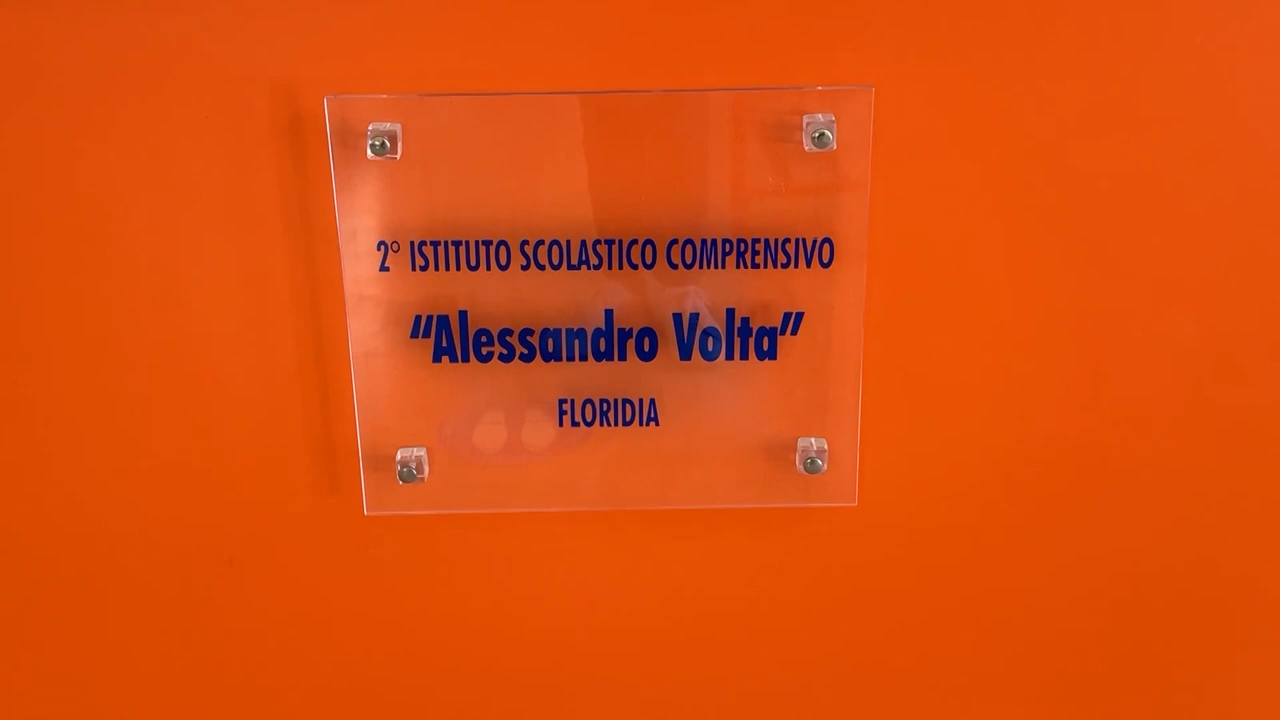 2° ISTITUTO SCOLASTICO COMPRENSIVO
“Alessandro Volta”
FLORIDIA